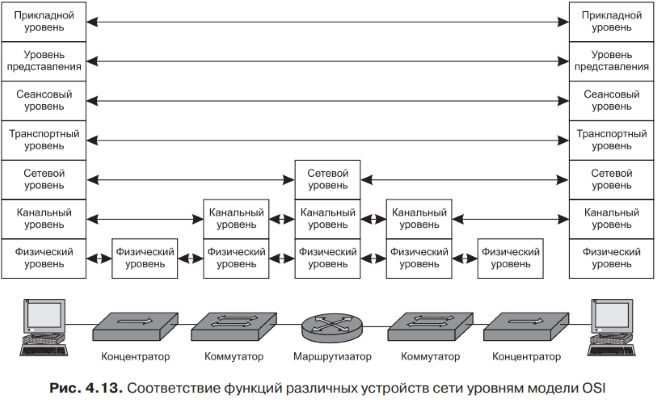 Прикладной
уровень
Прикладной
уровень
Уровень
представления
Уровень
представления
Сеансовый
уровень
Сеансовый
уровень
Транспортный
уровень
Транспортный
уровень
Сетевой
уровень
Сетевой
уровень
Сетевой
уровень
Канальный
уровень
Канальный
уровень
Канальный
уровень
Канальный
уровень
Канальный
уровень
Физический
уровень
Физический
уровень
Физический
уровень
Физический
уровень
Физический
уровень
Физический
уровень
Физический
уровень
Концентратор
Коммутатор
Маршрутизатор
Коммутатор
Концентратор
Рис. 4.13. Соответствие функций различных устройств сети уровням модели OSI